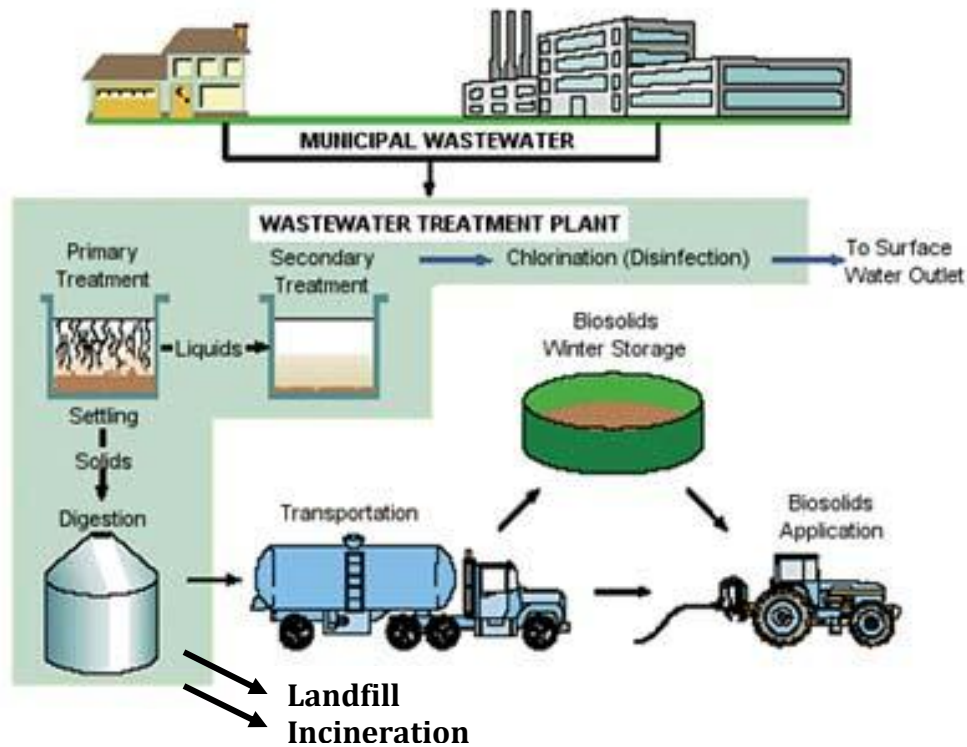 MUNICIPAL WASTEWATER
WASTEWATER TREATMENT PLANT
Primary
Treatment
Secondary
Treatment
Chlorination (Disinfection)
To Surface
Water Outlet
Liquids
Biosolids
Winter Storage
Settling
Solids
Digestion
Transportation
Biosolids
Application
Landfill
Incineration